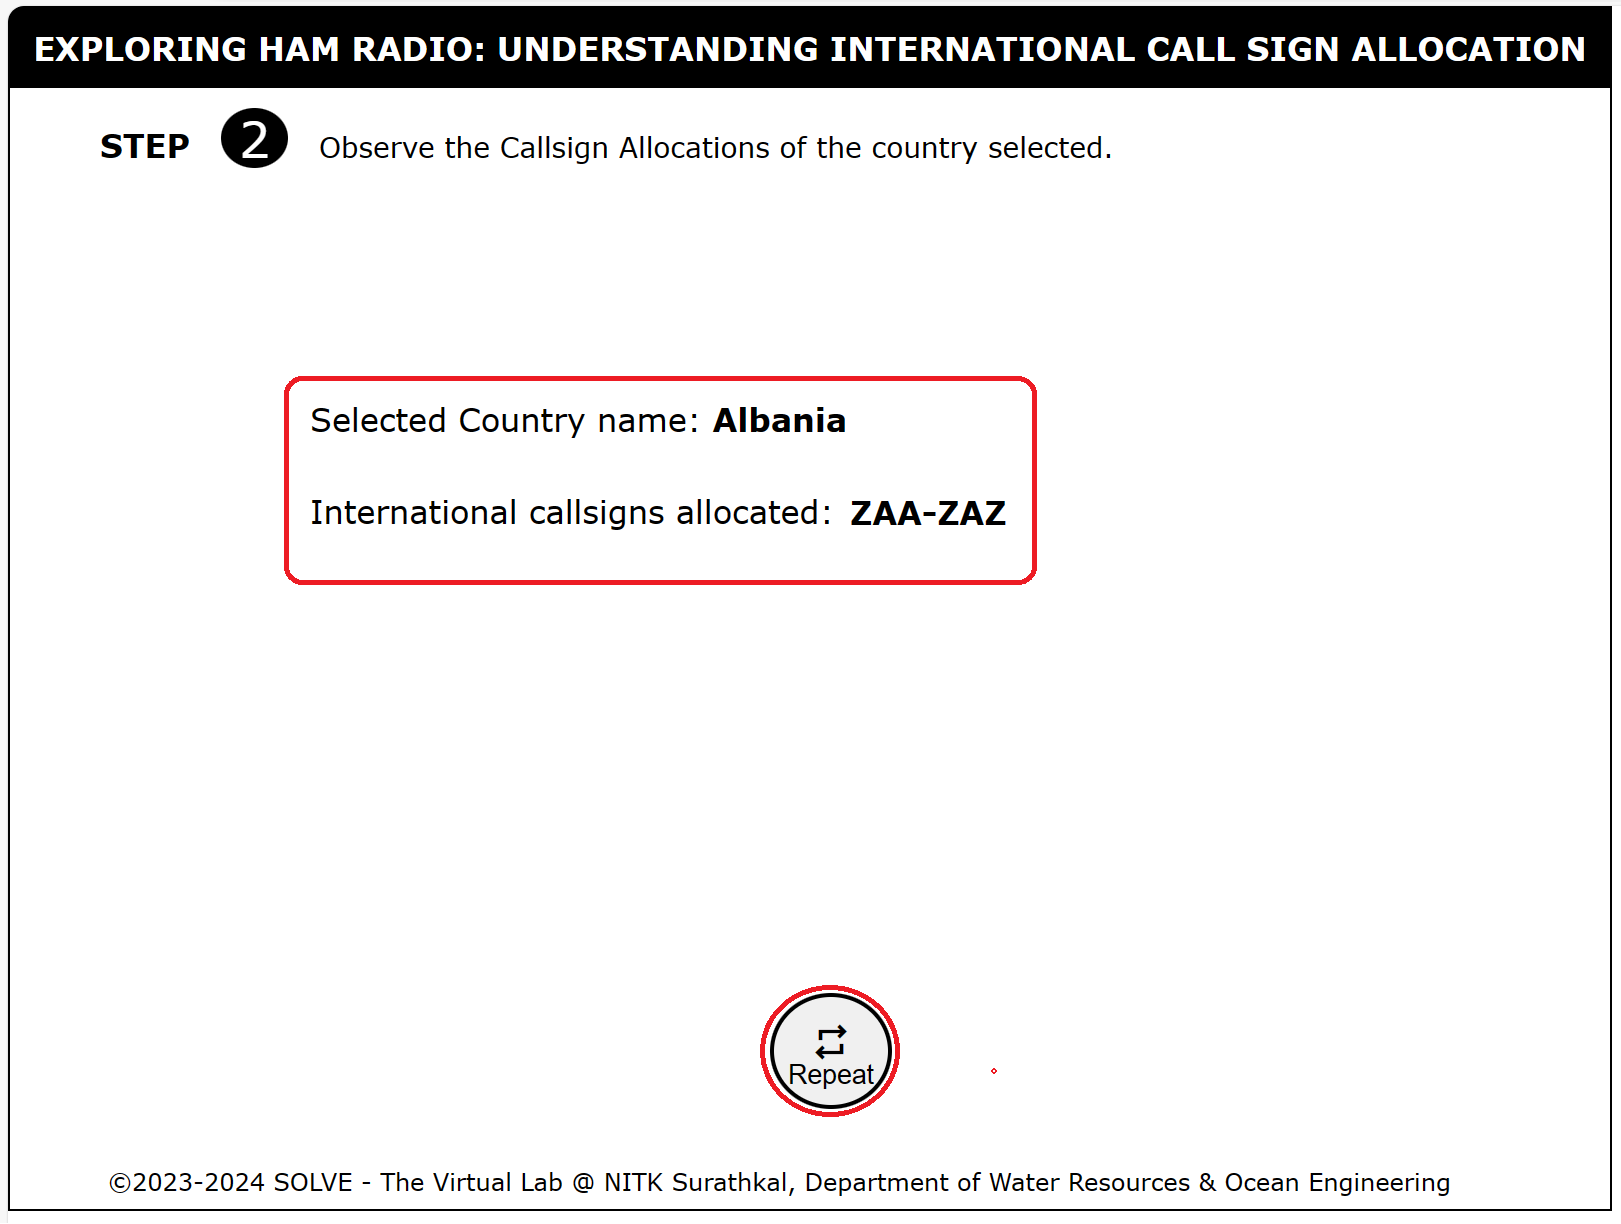 EXPLORING HAM RADIO: UNDERSTANDING INTERNATIONAL CALL SIGN ALLOCATION
STEP 2 Observe the Callsign Allocations of the country selected.
Selected Country name: Albania
International callsigns allocated: ZAA–ZAZ
Repeat
©2023-2024 SOLVE - The Virtual Lab @ NITK Surathkal, Department of Water Resources & Ocean Engineering